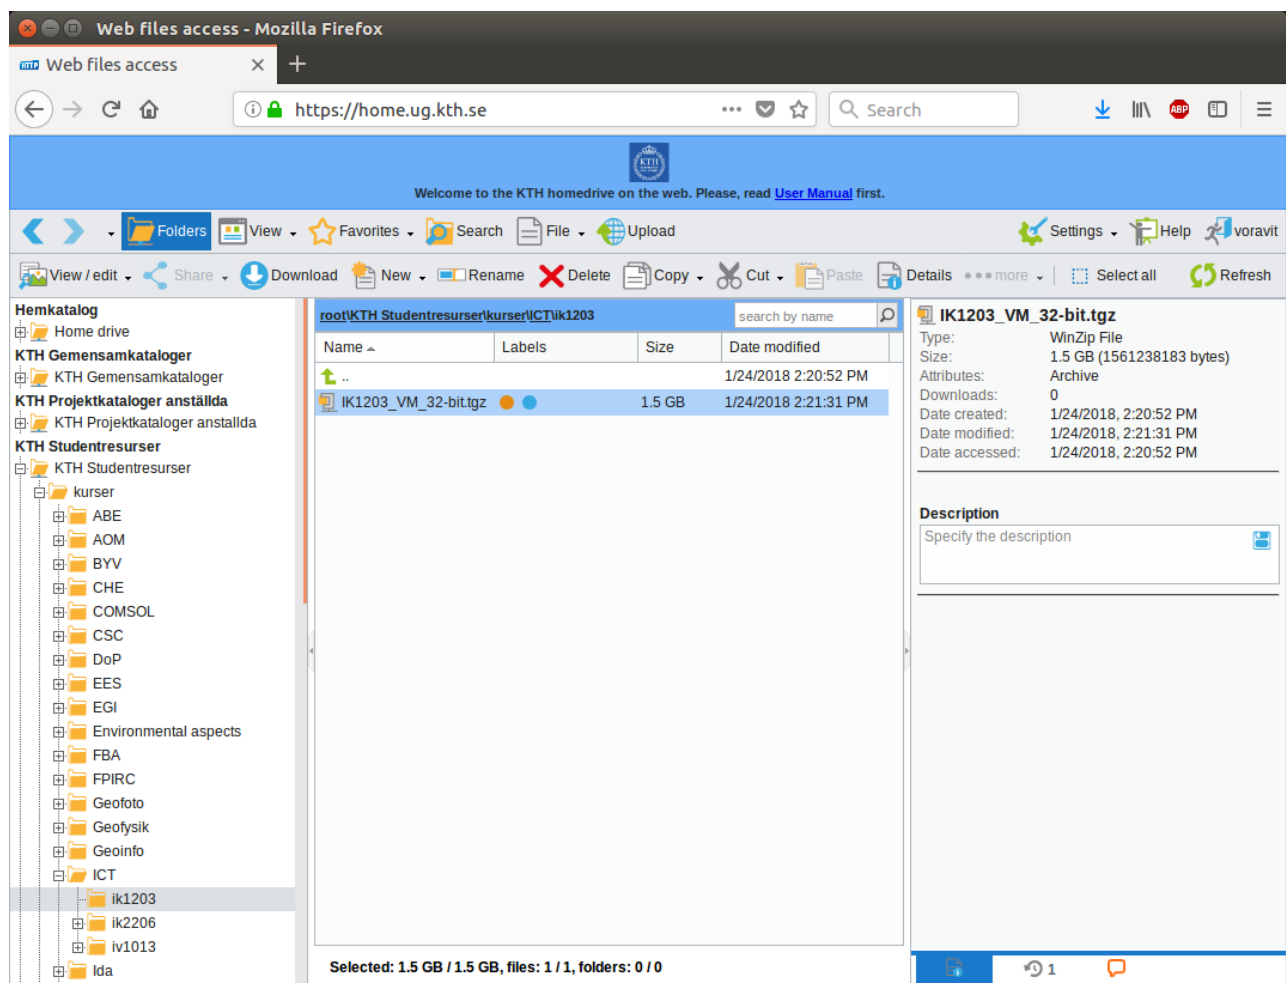 Web files access - Mozilla Firefox
Web files access
https://home.ug.kth.se
Search
ABP
KTH
Welcome to the KTH homedrive on the web. Please, read User Manual first.
Folders View Favorites Search File Upload Settings Help voravit
View / edit Share Download New Rename Delete Copy Cut Paste Details more Select all Refresh
Hemkatalog
Home drive
KTH Gemensamkataloger
KTH Gemensamkataloger
KTH Projektkataloger anställda
KTH Projektkataloger anstallda
KTH Studentresurser
KTH Studentresurser
kurser
ABE
AOM
BYV
CHE
COMSOL
CSC
DoP
EES
EGI
Environmental aspects
FBA
FPIRC
Geofoto
Geofysik
Geoinfo
ICT
ik1203
ik2206
iv1013
Ida
root\KTH Studentresurser\kurser\ICT\ik1203
search by name
Name Labels Size Date modified
.. 1/24/2018 2:20:52 PM
IK1203_VM_32-bit.tgz 1.5 GB 1/24/2018 2:21:31 PM
Selected: 1.5 GB / 1.5 GB, files: 1 / 1, folders: 0 / 0
IK1203_VM_32-bit.tgz
Type: WinZip File
Size: 1.5 GB (1561238183 bytes)
Attributes: Archive
Downloads: 0
Date created: 1/24/2018, 2:20:52 PM
Date modified: 1/24/2018, 2:21:31 PM
Date accessed: 1/24/2018, 2:20:52 PM
Description
Specify the description
1